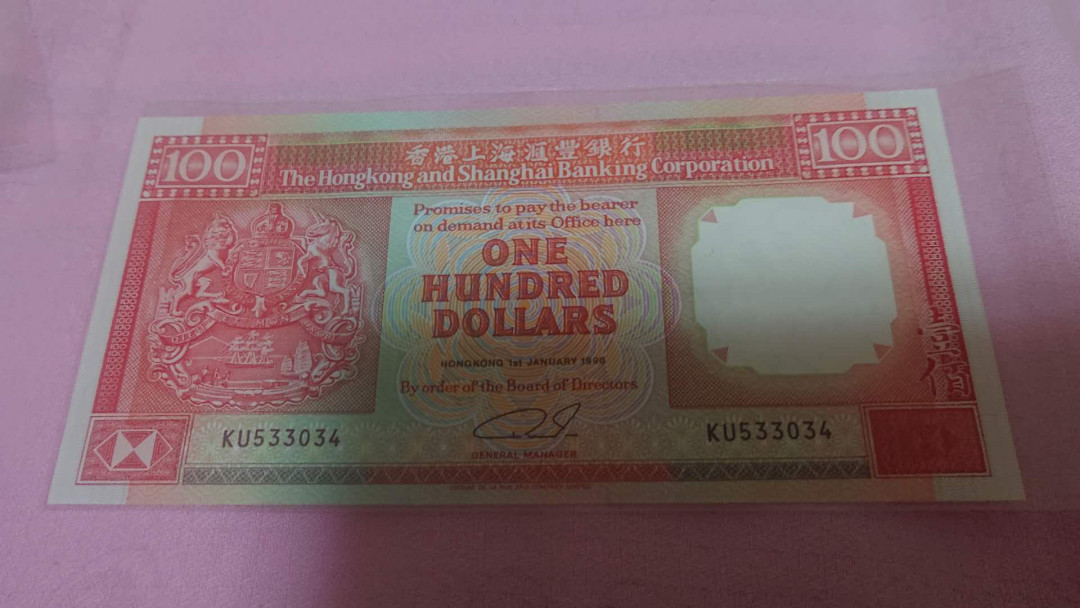 100
100
香港上海滙豐銀行
The Hongkong and Shanghai Banking Corporation
Promises to pay the bearer
on demand at its Office here
ONE
HUNDRED
DOLLARS
HONGKONG 1st JANUARY
By order of the Board of Directors
KU533034
KU533034
GENERAL MANAGER